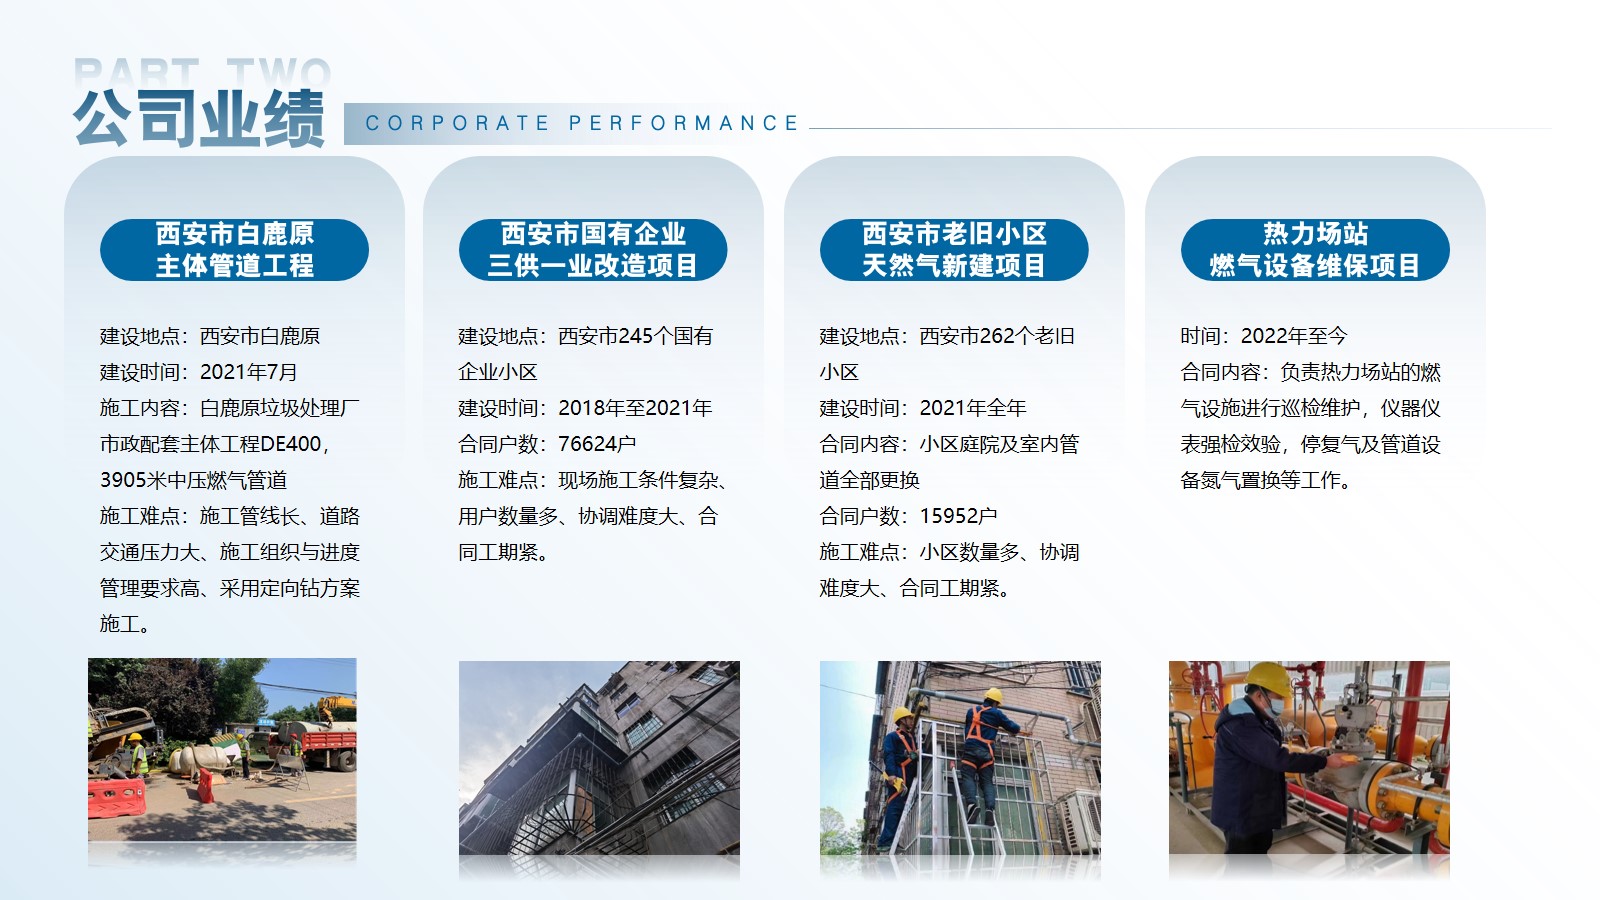 PART TWO
公司业绩
CORPORATE PERFORMANCE
西安市白鹿原
主体管道工程
建设地点：西安市白鹿原
建设时间：2021年7月
施工内容：白鹿原垃圾处理厂
市政配套主体工程DE400，
3905米中压燃气管道
施工难点：施工管线长、道路
交通压力大、施工组织与进度
管理要求高、采用定向钻方案
施工。
西安市国有企业
三供一业改造项目
建设地点：西安市245个国有
企业小区
建设时间：2018年至2021年
合同户数：76624户
施工难点：现场施工条件复杂、
用户数量多、协调难度大、合
同工期紧。
西安市老旧小区
天然气新建项目
建设地点：西安市262个老旧
小区
建设时间：2021年全年
合同内容：小区庭院及室内管
道全部更换
合同户数：15952户
施工难点：小区数量多、协调
难度大、合同工期紧。
热力场站
燃气设备维保项目
时间：2022年至今
合同内容：负责热力场站的燃
气设施进行巡检维护，仪器仪
表强检效验，停复气及管道设
备氮气置换等工作。